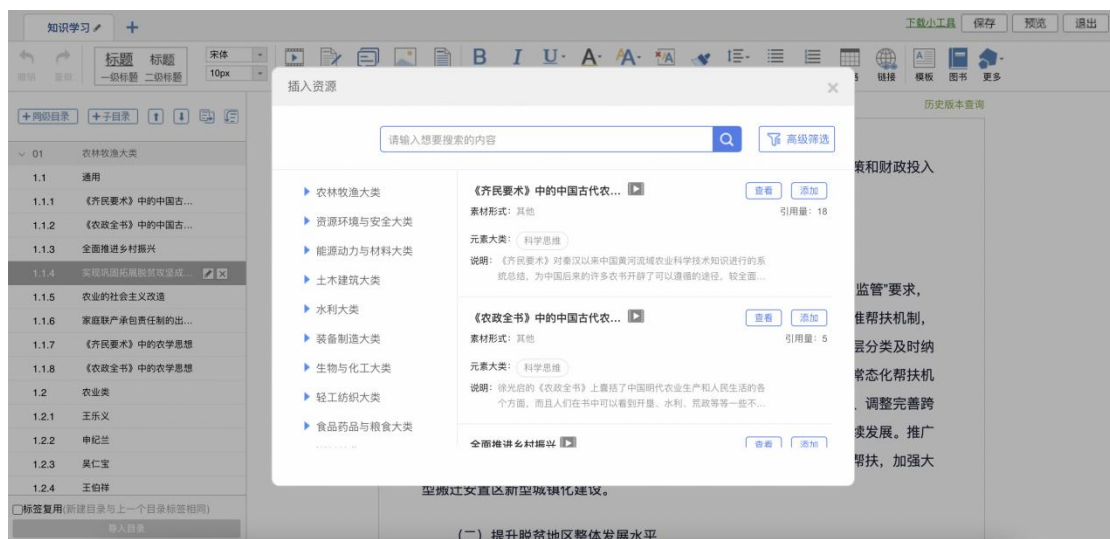 知识学习
下载小工具 保存 预览 退出
撤销 重做
标题 标题
一级标题 二级标题
宋体
10px
B I U A A
链接 模板 图书 更多
历史版本查询
+同级目录 +子目录
01 农林牧渔大类
1.1 通用
1.1.1 《齐民要术》中的中国古...
1.1.2 《农政全书》中的中国古...
1.1.3 全面推进乡村振兴
1.1.4 实现巩固拓展脱贫攻坚成...
1.1.5 农业的社会主义改造
1.1.6 家庭联产承包责任制的出...
1.1.7 《齐民要术》中的农学思想
1.1.8 《农政全书》中的农学思想
1.2 农业类
1.2.1 王乐义
1.2.2 申纪兰
1.2.3 吴仁宝
1.2.4 王伯祥
标签复用(新建目录与上一个目录标签相同)
导入目录
插入资源
请输入想要搜索的内容
高级筛选
农林牧渔大类
资源环境与安全大类
能源动力与材料大类
土木建筑大类
水利大类
装备制造大类
生物与化工大类
轻工纺织大类
食品药品与粮食大类
《齐民要术》中的中国古代农... 查看 添加
素材形式：其他 引用量：18
元素大类：科学思维
说明：《齐民要术》对秦汉以来中国黄河流域农业科学技术知识进行的系
统总结，为中国后来的许多农书开辟了可以遵循的途径。较全面...
《农政全书》中的中国古代农... 查看 添加
素材形式：其他 引用量：5
元素大类：科学思维
说明：徐光启的《农政全书》上囊括了中国明代农业生产和人民生活的各
个方面，而且人们在书中可以看到开垦、水利、荒政等等一些不...
全面推进乡村振兴 查看 添加
策和财政投入
监管”要求，
准帮扶机制，
层分类及时纳
常态化帮扶机
、调整完善跨
续发展。推广
帮扶，加强大
型搬迁安置区新型城镇化建设。
（二）提升脱贫地区整体发展水平